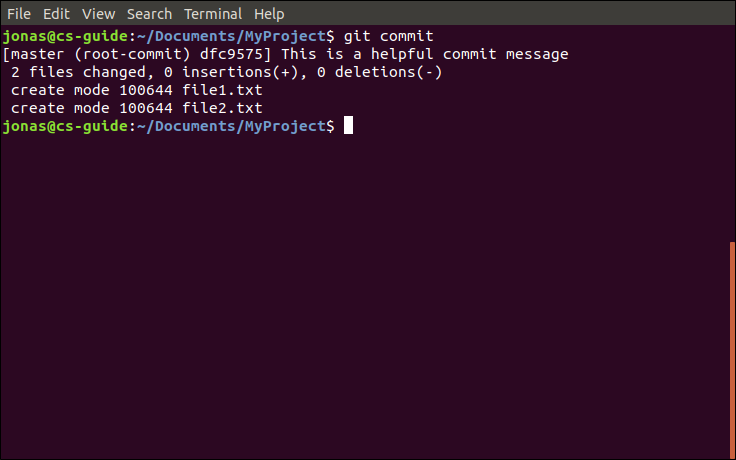 File Edit View Search Terminal Help
jonas@cs-guide:~/Documents/MyProject$ git commit
[master (root-commit) dfc9575] This is a helpful commit message
 2 files changed, 0 insertions(+), 0 deletions(-)
 create mode 100644 file1.txt
 create mode 100644 file2.txt
jonas@cs-guide:~/Documents/MyProject$